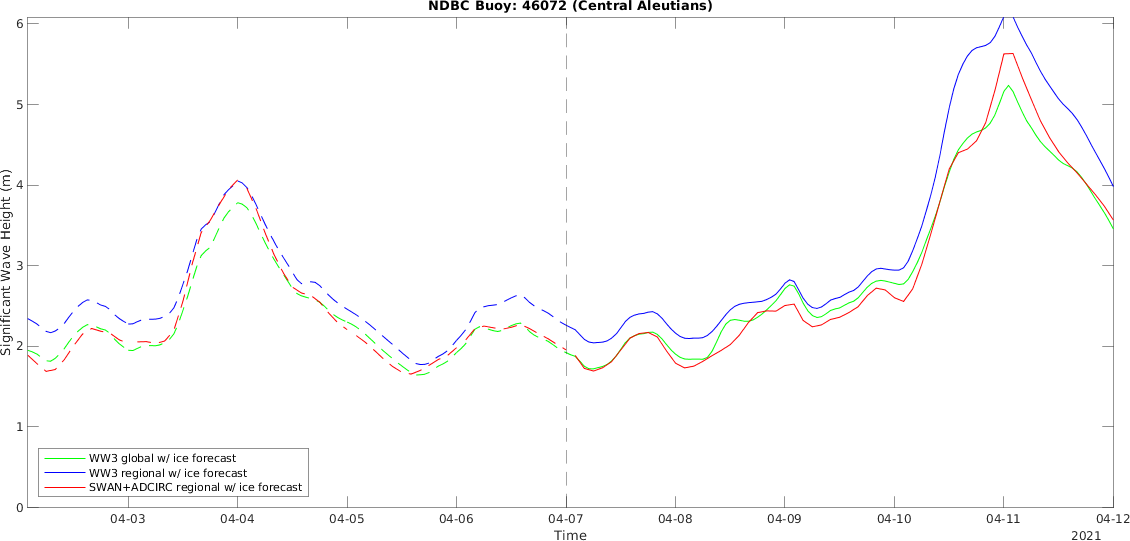 NDBC Buoy: 46072 (Central Aleutians)
6
5
4
3
2
1
0
Significant Wave Height (m)
WW3 global w/ ice forecast
WW3 regional w/ ice forecast
SWAN+ADCIRC regional w/ ice forecast
04-03 04-04 04-05 04-06 04-07 04-08 04-09 04-10 04-11 04-12
Time 2021